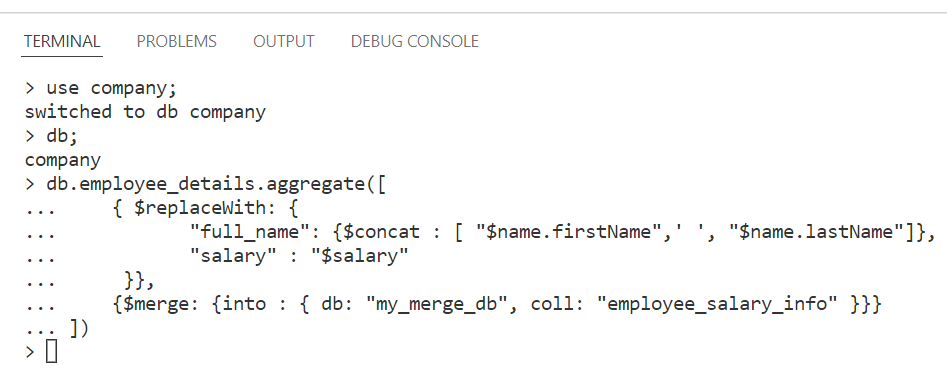 TERMINAL PROBLEMS OUTPUT DEBUG CONSOLE
> use company;
switched to db company
> db;
company
> db.employee_details.aggregate([
... { $replaceWith: {
... "full_name": {$concat : [ "$name.firstName",' ', "$name.lastName"]},
... "salary" : "$salary"
... }},
... {$merge: {into : { db: "my_merge_db", coll: "employee_salary_info" }}}
... ])
>